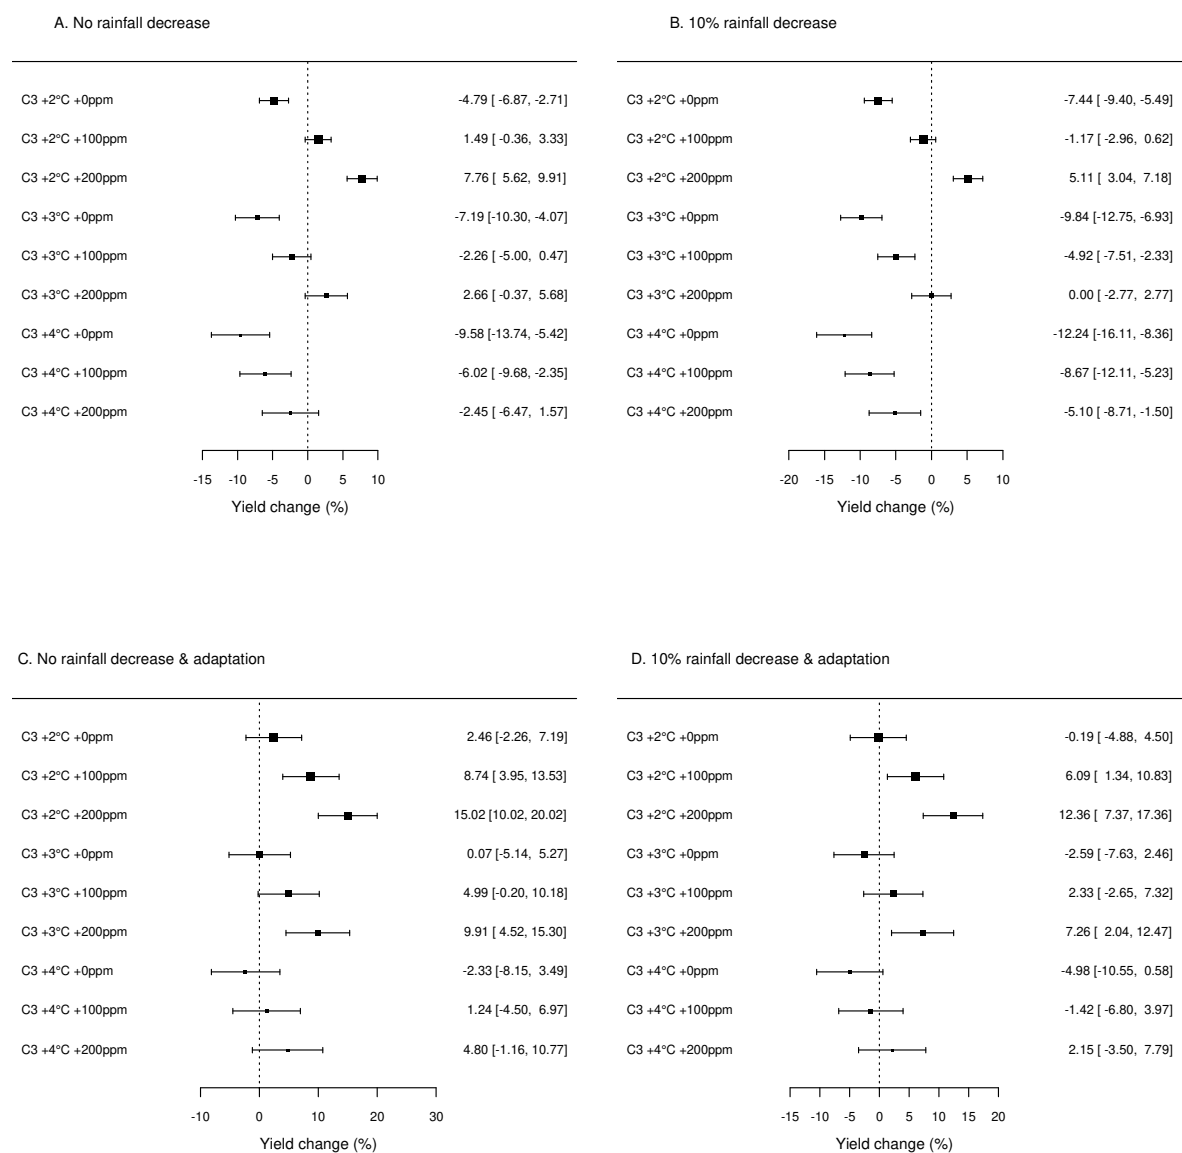 A. No rainfall decrease
C3 +2°C +0ppm -4.79 [ -6.87, -2.71]
C3 +2°C +100ppm 1.49 [ -0.36, 3.33]
C3 +2°C +200ppm 7.76 [ 5.62, 9.91]
C3 +3°C +0ppm -7.19 [-10.30, -4.07]
C3 +3°C +100ppm -2.26 [ -5.00, 0.47]
C3 +3°C +200ppm 2.66 [ -0.37, 5.68]
C3 +4°C +0ppm -9.58 [-13.74, -5.42]
C3 +4°C +100ppm -6.02 [ -9.68, -2.35]
C3 +4°C +200ppm -2.45 [ -6.47, 1.57]
-15 -10 -5 0 5 10
Yield change (%)
B. 10% rainfall decrease
C3 +2°C +0ppm -7.44 [ -9.40, -5.49]
C3 +2°C +100ppm -1.17 [ -2.96, 0.62]
C3 +2°C +200ppm 5.11 [ 3.04, 7.18]
C3 +3°C +0ppm -9.84 [-12.75, -6.93]
C3 +3°C +100ppm -4.92 [ -7.51, -2.33]
C3 +3°C +200ppm 0.00 [ -2.77, 2.77]
C3 +4°C +0ppm -12.24 [-16.11, -8.36]
C3 +4°C +100ppm -8.67 [-12.11, -5.23]
C3 +4°C +200ppm -5.10 [ -8.71, -1.50]
-20 -15 -10 -5 0 5 10
Yield change (%)
C. No rainfall decrease & adaptation
C3 +2°C +0ppm 2.46 [-2.26, 7.19]
C3 +2°C +100ppm 8.74 [ 3.95, 13.53]
C3 +2°C +200ppm 15.02 [10.02, 20.02]
C3 +3°C +0ppm 0.07 [-5.14, 5.27]
C3 +3°C +100ppm 4.99 [-0.20, 10.18]
C3 +3°C +200ppm 9.91 [ 4.52, 15.30]
C3 +4°C +0ppm -2.33 [-8.15, 3.49]
C3 +4°C +100ppm 1.24 [-4.50, 6.97]
C3 +4°C +200ppm 4.80 [-1.16, 10.77]
-10 0 10 20 30
Yield change (%)
D. 10% rainfall decrease & adaptation
C3 +2°C +0ppm -0.19 [ -4.88, 4.50]
C3 +2°C +100ppm 6.09 [ 1.34, 10.83]
C3 +2°C +200ppm 12.36 [ 7.37, 17.36]
C3 +3°C +0ppm -2.59 [ -7.63, 2.46]
C3 +3°C +100ppm 2.33 [ -2.65, 7.32]
C3 +3°C +200ppm 7.26 [ 2.04, 12.47]
C3 +4°C +0ppm -4.98 [-10.55, 0.58]
C3 +4°C +100ppm -1.42 [ -6.80, 3.97]
C3 +4°C +200ppm 2.15 [ -3.50, 7.79]
-15 -10 -5 0 5 10 15 20
Yield change (%)